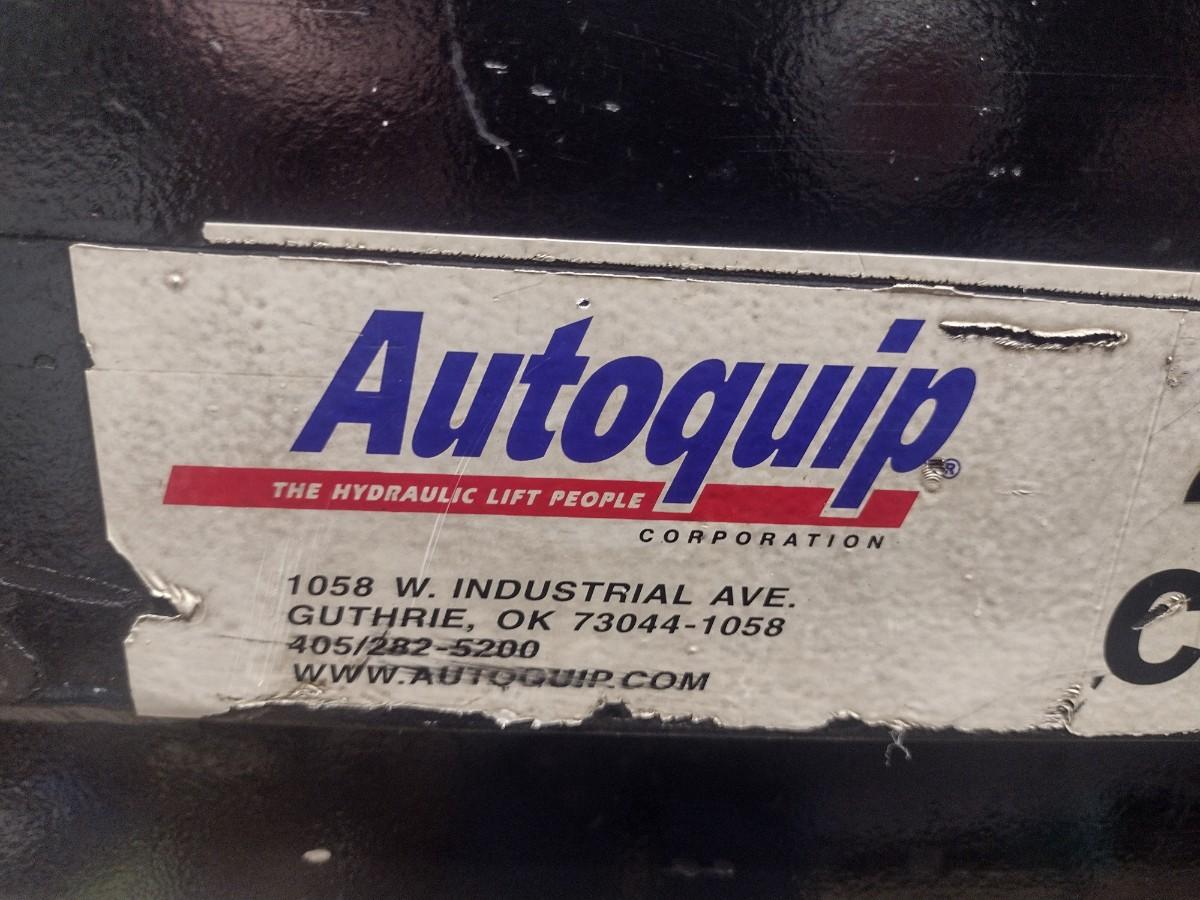 Autoquip®
THE HYDRAULIC LIFT PEOPLE
CORPORATION
1058 W. INDUSTRIAL AVE.
GUTHRIE, OK 73044-1058
405/282-5200
WWW.AUTOQUIP.COM